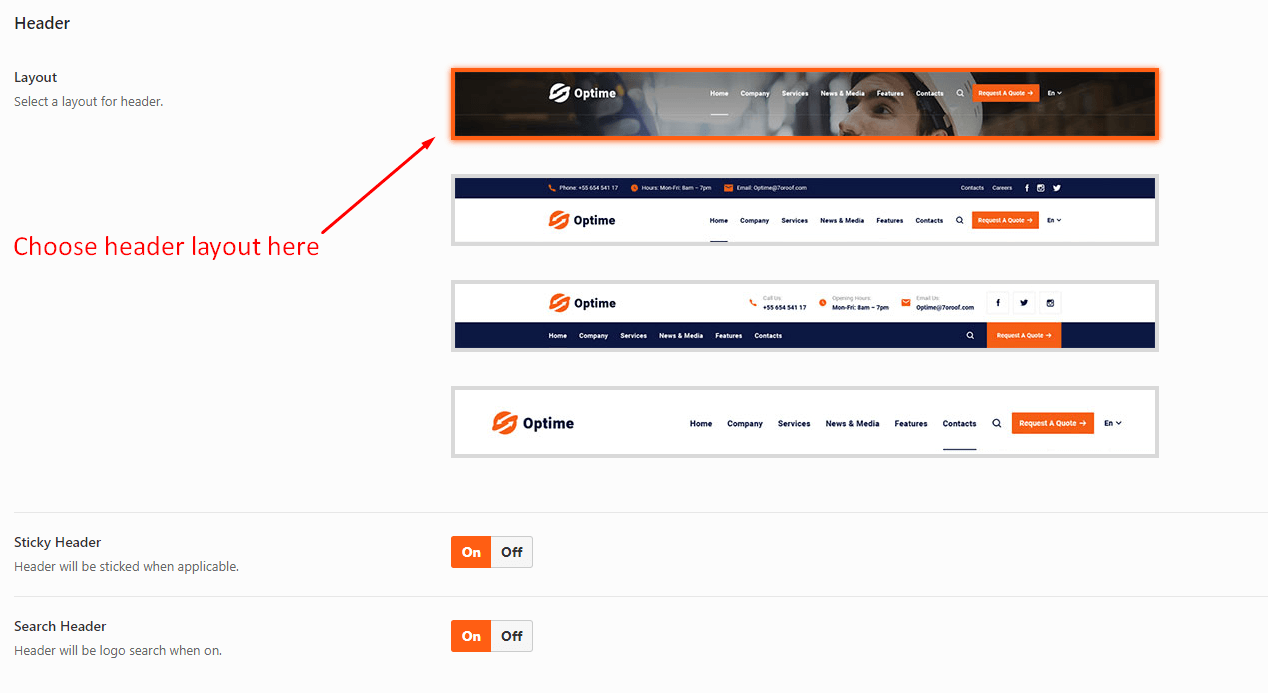 Header
Layout
Select a layout for header.
Optime
Home Company Services News & Media Features Contacts Request A Quote → En
Phone: +55 654 541 17 Hours: Mon-Fri: 8am – 7pm Email: Optime@7oroof.com Contacts Careers
Optime
Home Company Services News & Media Features Contacts Request A Quote → En
Choose header layout here
Optime
Call Us: Opening Hours: Email Us:
+55 654 541 17 Mon-Fri: 8am – 7pm Optime@7oroof.com
Home Company Services News & Media Features Contacts Request A Quote →
Optime
Home Company Services News & Media Features Contacts Request A Quote → En
Sticky Header
Header will be sticked when applicable.
On Off
Search Header
Header will be logo search when on.
On Off